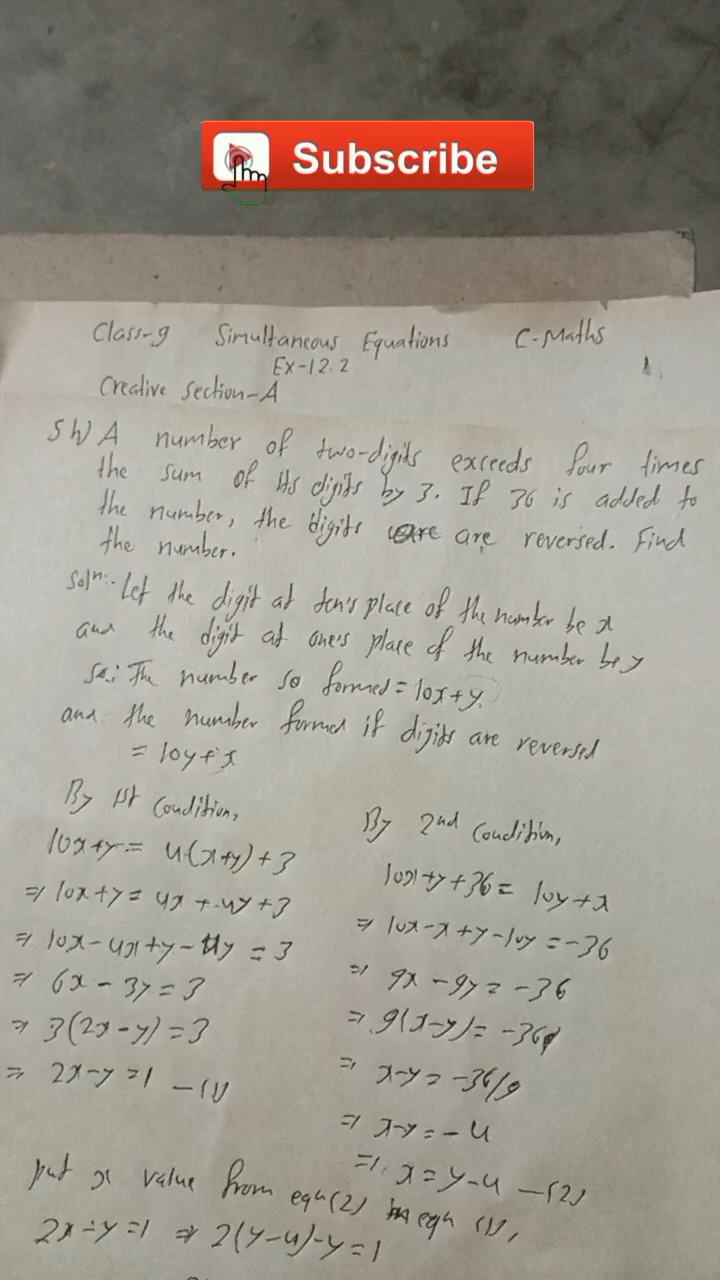 Subscribe
Class-9 Simultaneous Equations C-Maths
Ex-12.2
Creative section-A
A number of two-digits exceeds four times
the sum of its digits by 3. If 36 is added to
the number, the digits are are reversed. Find
the number.
Soln:- Let the digit at ten's place of the number be x
and the digit at one's place of the number be y
So: The number so formed = 10x+y.
and the number formed if digits are reversed
= 10y+x
By 1st Condition,
10x+y = 4(x+y)+3
⇒ 10x+y = 4x+4y+3
⇒ 10x-4x+y-4y = 3
⇒ 6x-3y = 3
⇒ 3(2x-y) = 3
⇒ 2x-y = 1 -(1)
By 2nd Condition,
10x+y+36 = 10y+x
⇒ 10x-x+y-10y = -36
⇒ 9x-9y = -36
⇒ 9(x-y) = -36
⇒ x-y = -36/9
⇒ x-y = -4
⇒ x = y-4 -(2)
put x value from eqn(2) in eqn (1),
2x-y = 1 ⇒ 2(y-4)-y = 1